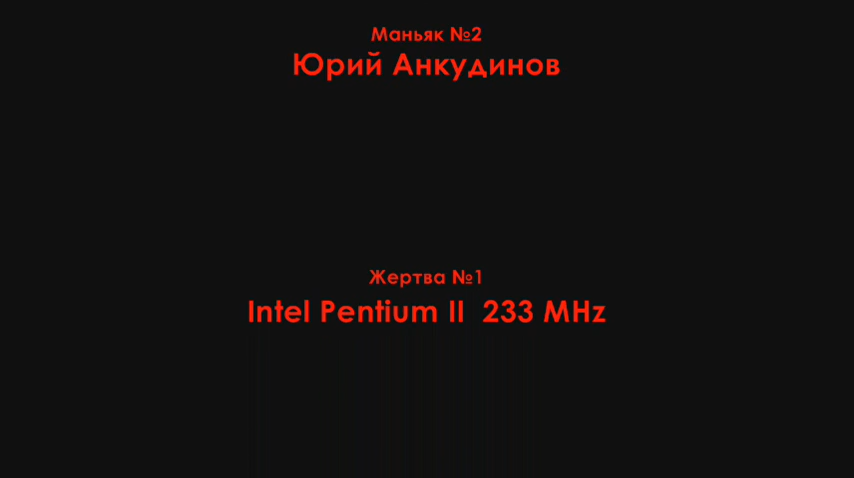 Маньяк №2
Юрий Анкудинов
Жертва №1
Intel Pentium II 233 MHz